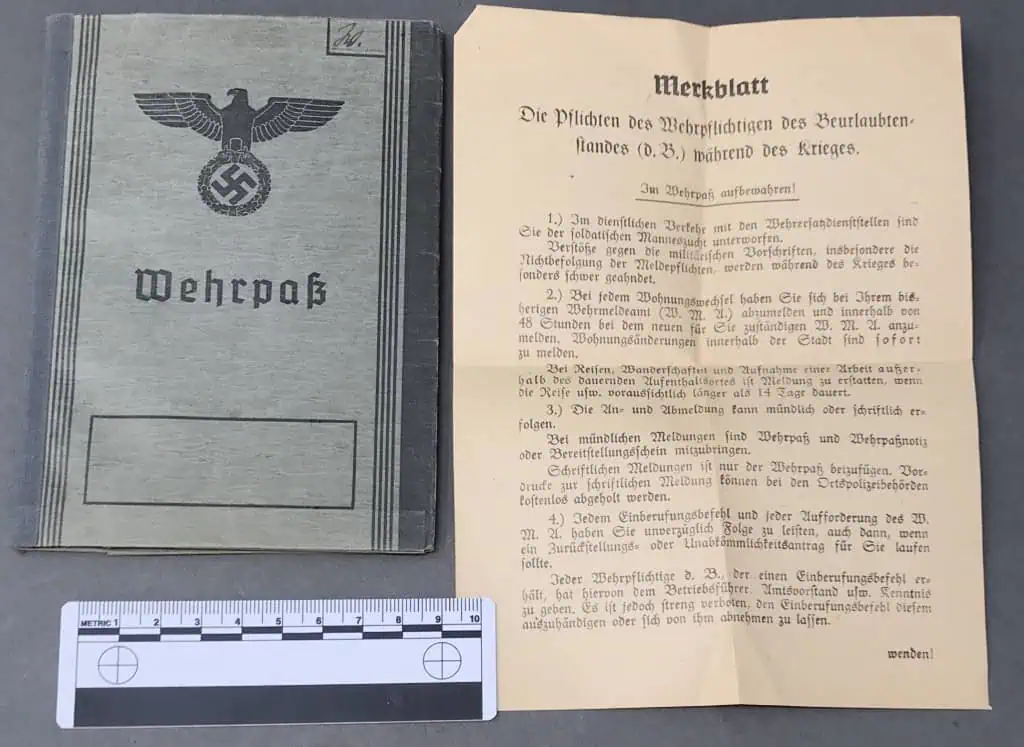 Wehrpaß
Merkblatt
Die Pflichten des Wehrpflichtigen des Beurlaubten-
standes (d. B.) während des Krieges.
Im Wehrpaß aufbewahren!
1.) Im dienstlichen Verkehr mit den Wehrersatzdienststellen sind
Sie der soldatischen Manneszucht unterworfen.
Verstöße gegen die militärischen Vorschriften, insbesondere die
Nichtbefolgung der Meldepflichten, werden während des Krieges be-
sonders schwer geahndet.
2.) Bei jedem Wohnungswechsel haben Sie sich bei Ihrem bis-
herigen Wehrmeldeamt (W. M. A.) abzumelden und innerhalb von
48 Stunden bei dem neuen für Sie zuständigen W. M. A. anzu-
melden. Wohnungsänderungen innerhalb der Stadt sind sofort
zu melden.
Bei Reisen, Wanderschaften und Aufnahme einer Arbeit außer-
halb des dauernden Aufenthaltsortes ist Meldung zu erstatten, wenn
die Reise usw. voraussichtlich länger als 14 Tage dauert.
3.) Die An- und Abmeldung kann mündlich oder schriftlich er-
folgen.
Bei mündlichen Meldungen sind Wehrpaß und Wehrpaßnotiz
oder Bereitstellungsschein mitzubringen.
Schriftlichen Meldungen ist nur der Wehrpaß beizufügen. Vor-
drucke zur schriftlichen Meldung können bei den Ortspolizeibehörden
kostenlos abgeholt werden.
4.) Jedem Einberufungsbefehl und jeder Aufforderung des W.
M. A. haben Sie unverzüglich Folge zu leisten, auch dann, wenn
ein Zurückstellungs- oder Unabkömmlichkeitsantrag für Sie laufen
sollte.
Jeder Wehrpflichtige d. B., der einen Einberufungsbefehl er-
hält, hat hiervon dem Betriebsführer, Amtsvorstand usw. Kenntnis
zu geben. Es ist jedoch streng verboten, den Einberufungsbefehl diesem
auszuhändigen oder sich von ihm abnehmen zu lassen.
wenden!
METRIC 1 2 3 4 5 6 7 8 9 10